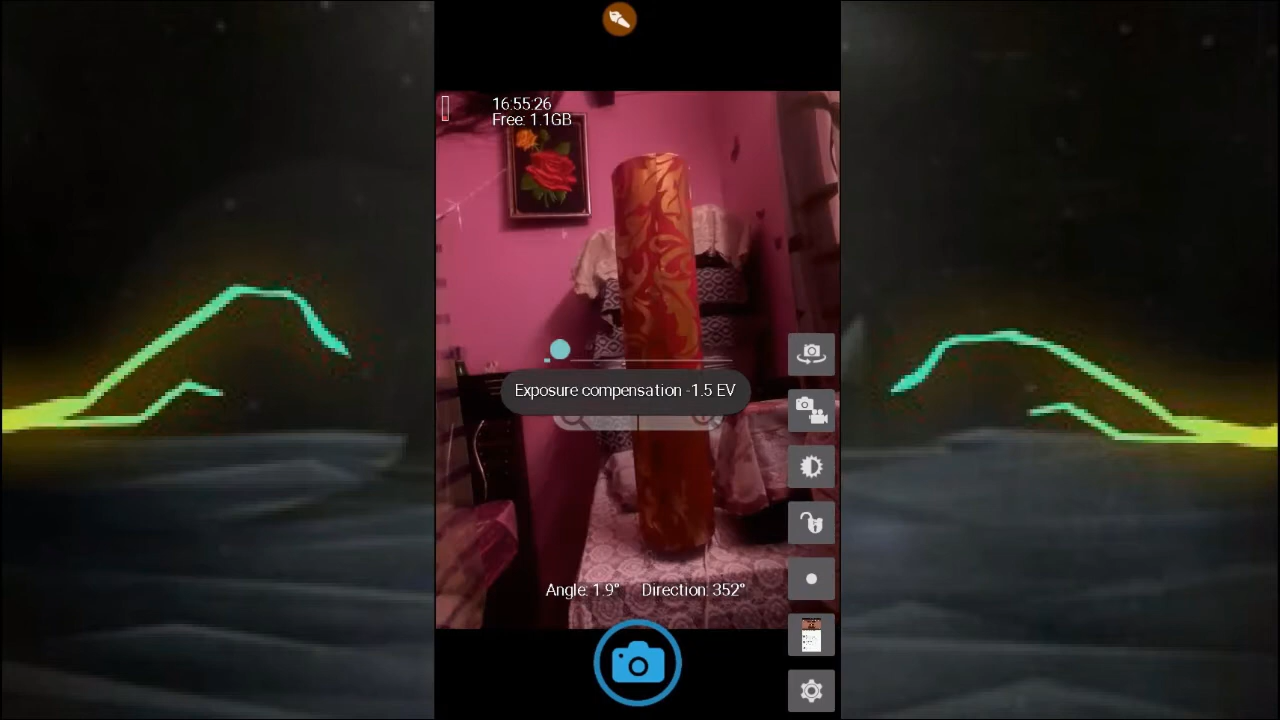 16:55:26
Free: 1.1GB
Exposure compensation -1.5 EV
Angle: 1.9° Direction: 352°